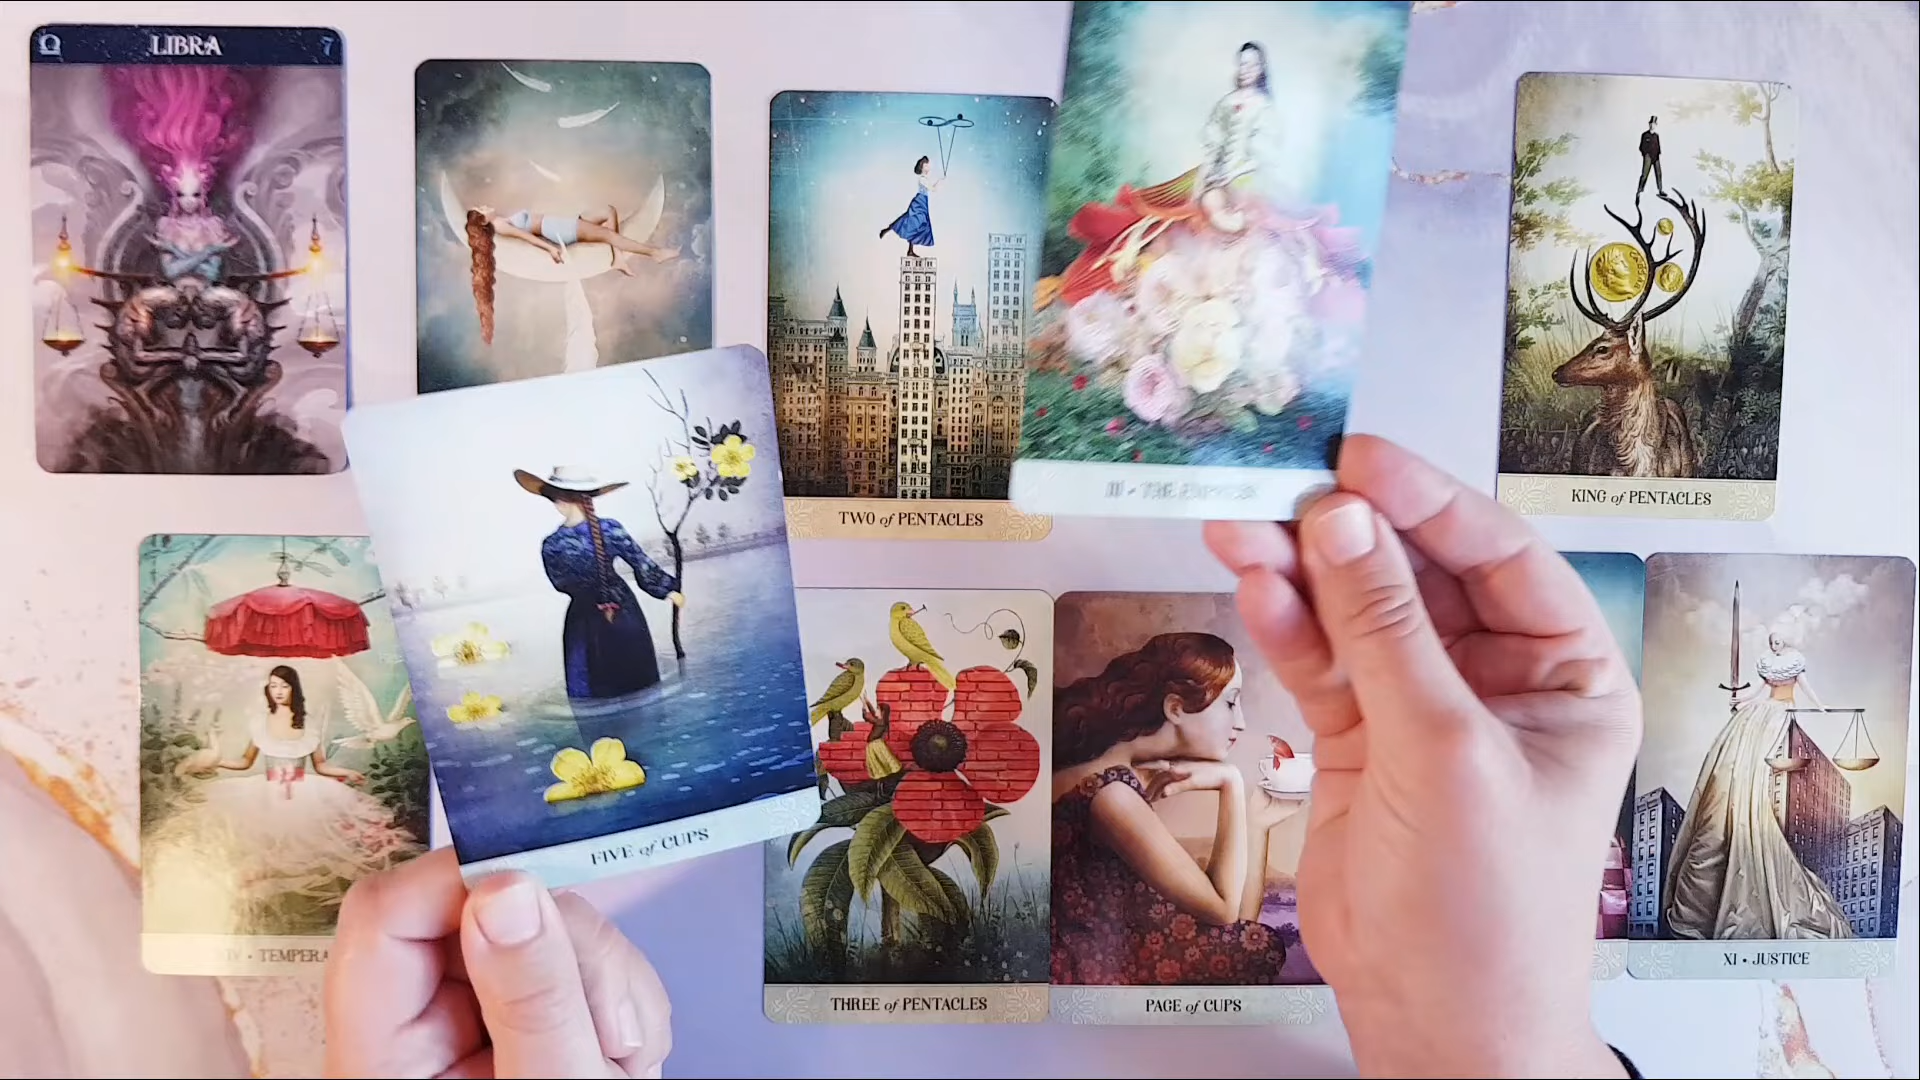 LIBRA 7
TWO of PENTACLES
KING of PENTACLES
FIVE of CUPS
THREE of PENTACLES
PAGE of CUPS
XI • JUSTICE